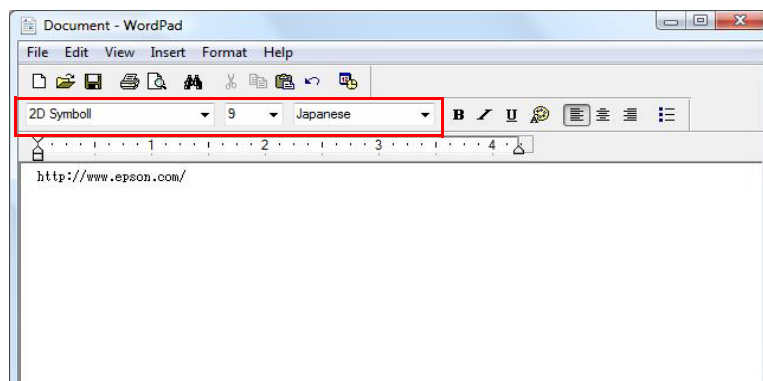 Document - WordPad
File Edit View Insert Format Help
2D Symboll 9 Japanese B U
1 2 3 4
http://www.epson.com/